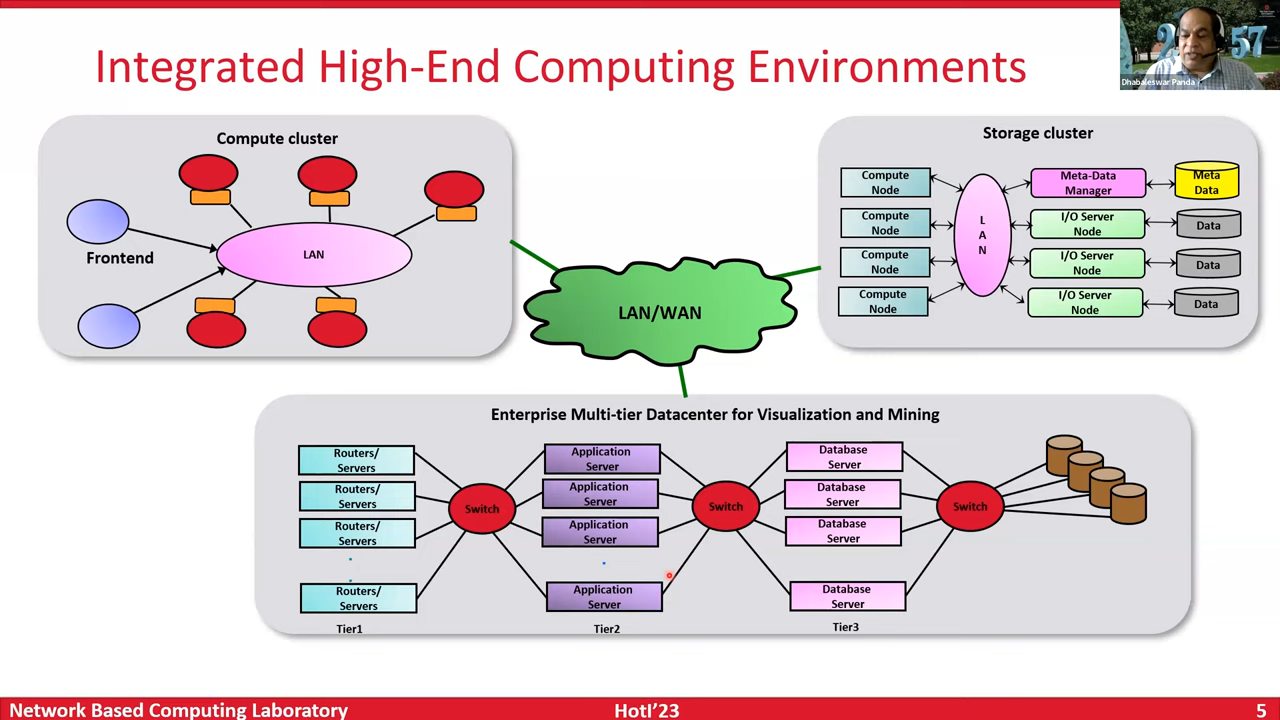 Integrated High-End Computing Environments
57
Dhabaleswar Panda
Compute cluster
Frontend
LAN
LAN/WAN
Storage cluster
Compute
Node
Compute
Node
Compute
Node
Compute
Node
L
A
N
Meta-Data
Manager
I/O Server
Node
I/O Server
Node
I/O Server
Node
Meta
Data
Data
Data
Data
Enterprise Multi-tier Datacenter for Visualization and Mining
Routers/
Servers
Routers/
Servers
Routers/
Servers
Routers/
Servers
Tier1
Switch
Application
Server
Application
Server
Application
Server
Application
Server
Tier2
Switch
Database
Server
Database
Server
Database
Server
Database
Server
Tier3
Switch
Network Based Computing Laboratory
HotI'23
5